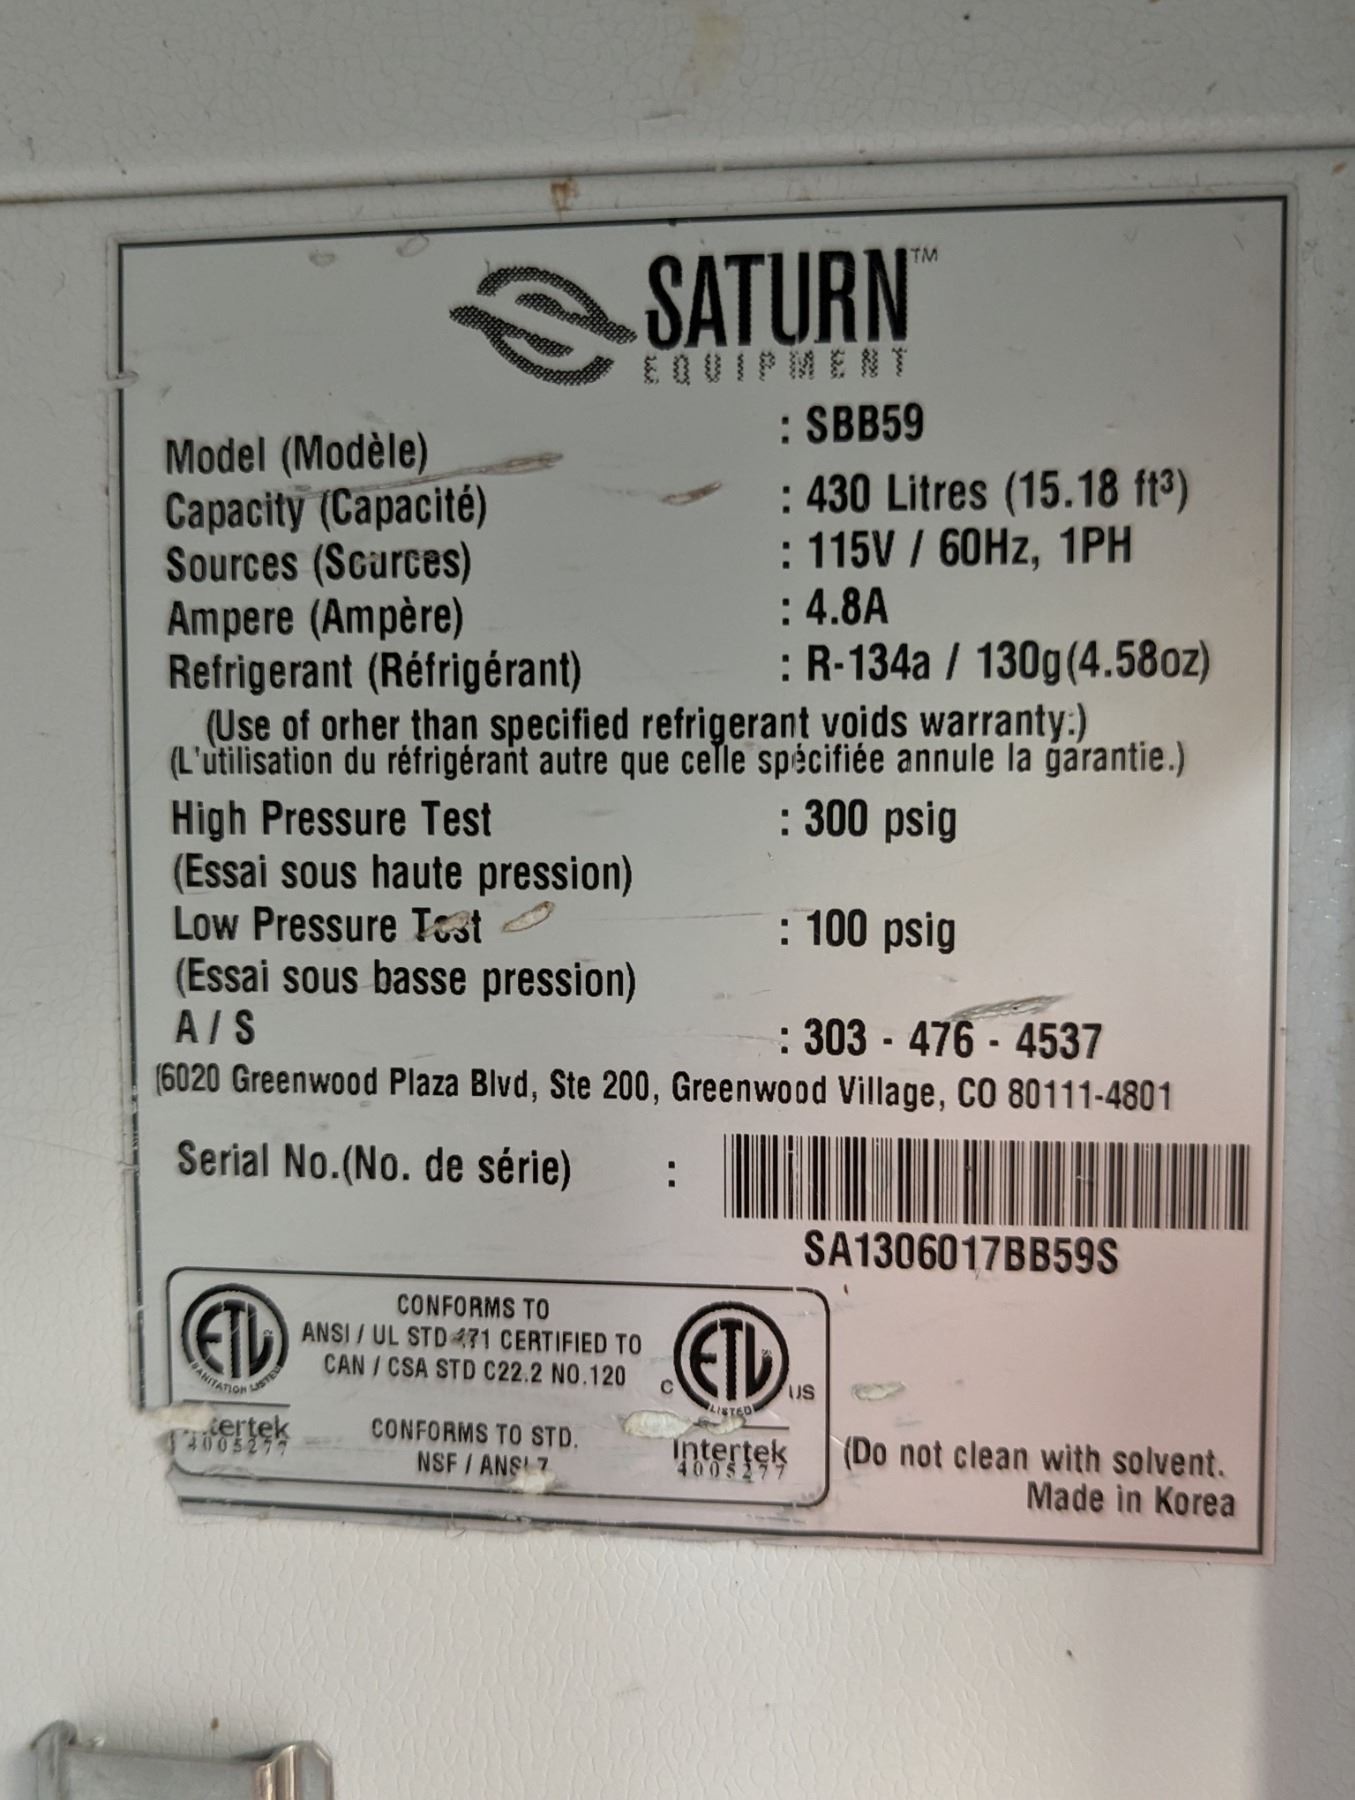 SATURN™
EQUIPMENT
Model (Modèle) : SBB59
Capacity (Capacité) : 430 Litres (15.18 ft³)
Sources (Sources) : 115V / 60Hz, 1PH
Ampere (Ampère) : 4.8A
Refrigerant (Réfrigérant) : R-134a / 130g(4.58oz)
(Use of orher than specified refrigerant voids warranty.)
(L'utilisation du réfrigérant autre que celle spécifiée annule la garantie.)
High Pressure Test : 300 psig
(Essai sous haute pression)
Low Pressure Test : 100 psig
(Essai sous basse pression)
A / S : 303 - 476 - 4537
(6020 Greenwood Plaza Blvd, Ste 200, Greenwood Village, CO 80111-4801
Serial No.(No. de série) :
SA1306017BB59S
ETL
SANITATION LISTED
Intertek
4005277
CONFORMS TO
ANSI / UL STD 471 CERTIFIED TO
CAN / CSA STD C22.2 NO.120
CONFORMS TO STD.
NSF / ANSI 7
C ETL US
LISTED
Intertek
4005277
(Do not clean with solvent.
Made in Korea